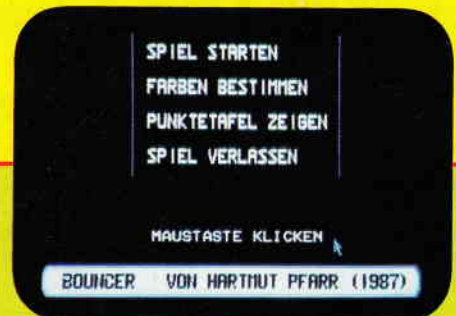 SPIEL STARTEN
FARBEN BESTIMMEN
PUNKTETAFEL ZEIGEN
SPIEL VERLASSEN
MAUSTASTE KLICKEN
BOUNCER VON HARTMUT PFARR (1987)